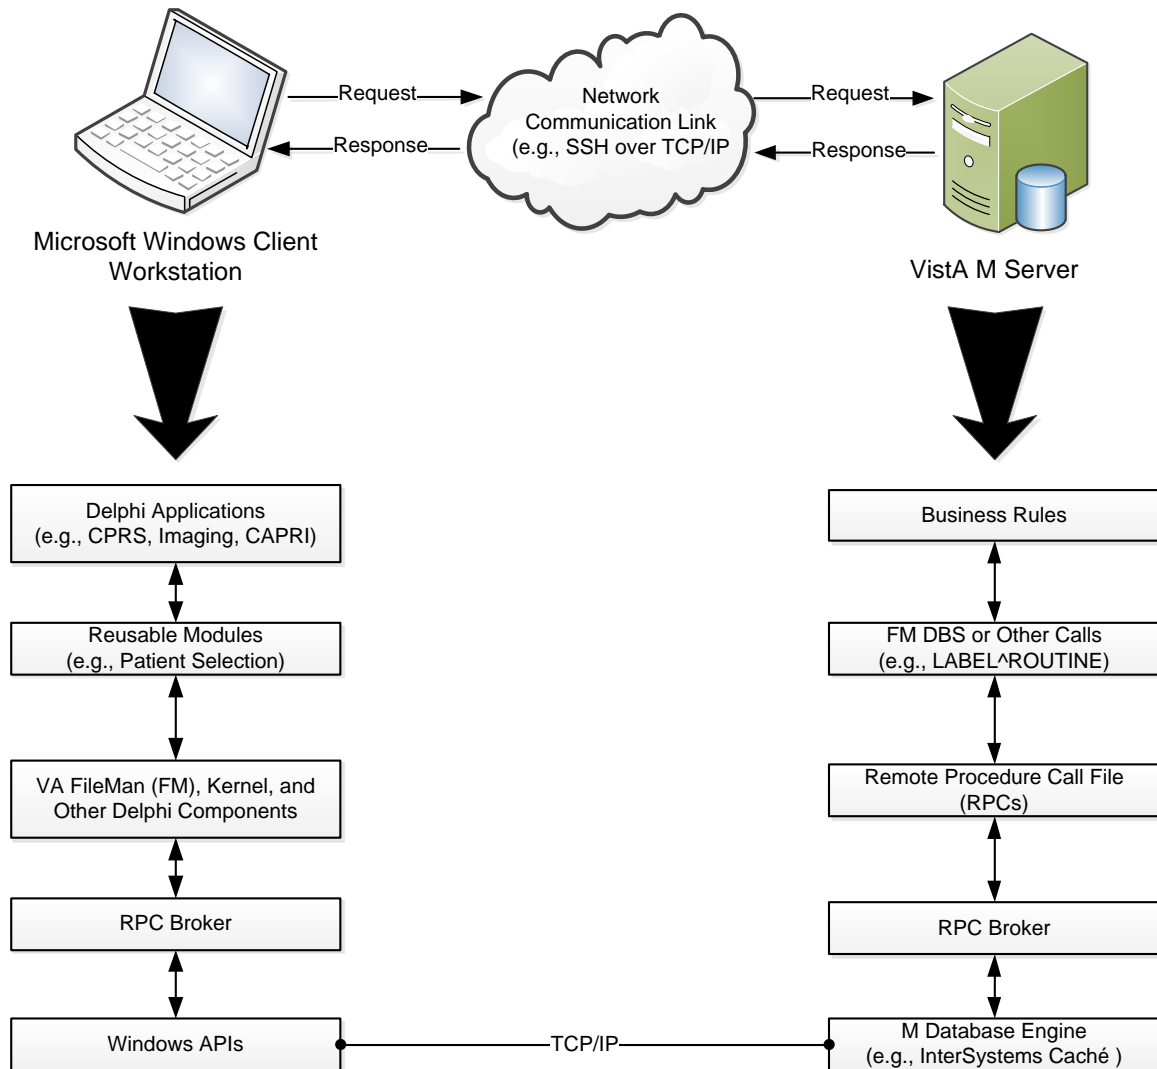 Request
Response
Network
Communication Link
(e.g., SSH over TCP/IP
Request
Response
Microsoft Windows Client
Workstation
VistA M Server
Delphi Applications
(e.g., CPRS, Imaging, CAPRI)
Reusable Modules
(e.g., Patient Selection)
VA FileMan (FM), Kernel, and
Other Delphi Components
RPC Broker
Windows APIs
TCP/IP
Business Rules
FM DBS or Other Calls
(e.g., LABEL^ROUTINE)
Remote Procedure Call File
(RPCs)
RPC Broker
M Database Engine
(e.g., InterSystems Caché )